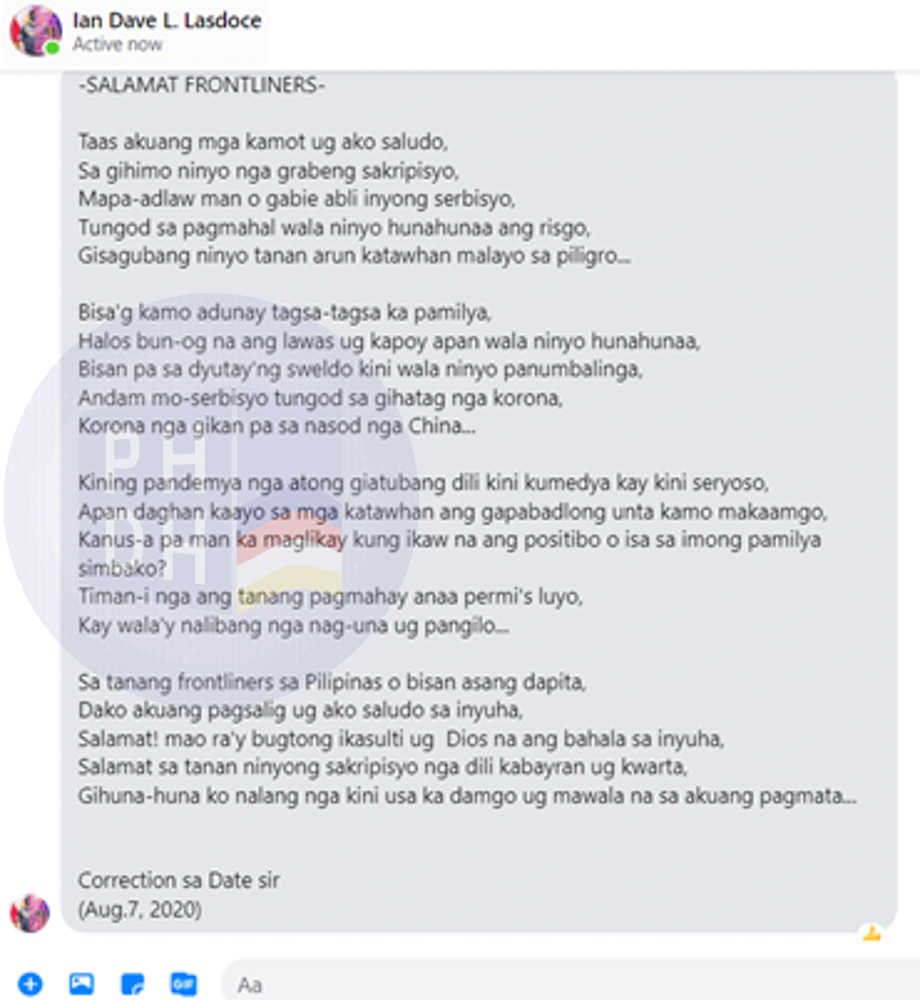 Ian Dave L. Lasdoce
Active now
-SALAMAT FRONTLINERS-
Taas akuang mga kamot ug ako saludo,
Sa gihimo ninyo nga grabeng sakripisyo,
Mapa-adlaw man o gabie abli inyong serbisyo,
Tungod sa pagmahal wala ninyo hunahunaa ang risgo,
Gisagubang ninyo tanan arun katawhan malayo sa piligro...
Bisa'g kamo adunay tagsa-tagsa ka pamilya,
Halos bun-og na ang lawas ug kapoy apan wala ninyo hunahunaa,
Bisan pa sa dyutay'ng sweldo kini wala ninyo panumbalinga,
Andam mo-serbisyo tungod sa gihatag nga korona,
Korona nga gikan pa sa nasod nga China...
Kining pandemya nga atong giatubang dili kini kumedya kay kini seryoso,
Apan daghan kaayo sa mga katawhan ang gapabadlong unta kamo makaamgo,
Kanus-a pa man ka maglikay kung ikaw na ang positibo o isa sa imong pamilya
simbako?
Timan-i nga ang tanang pagmahay anaa permi's luyo,
Kay wala'y nalibang nga nag-una ug pangilo...
Sa tanang frontliners sa Pilipinas o bisan asang dapita,
Dako akuang pagsalig ug ako saludo sa inyuha,
Salamat! mao ra'y bugtong ikasulti ug  Dios na ang bahala sa inyuha,
Salamat sa tanan ninyong sakripisyo nga dili kabayran ug kwarta,
Gihuna-huna ko nalang nga kini usa ka damgo ug mawala na sa akuang pagmata...
Correction sa Date sir
(Aug.7, 2020)
PH
DH
GIF
Aa